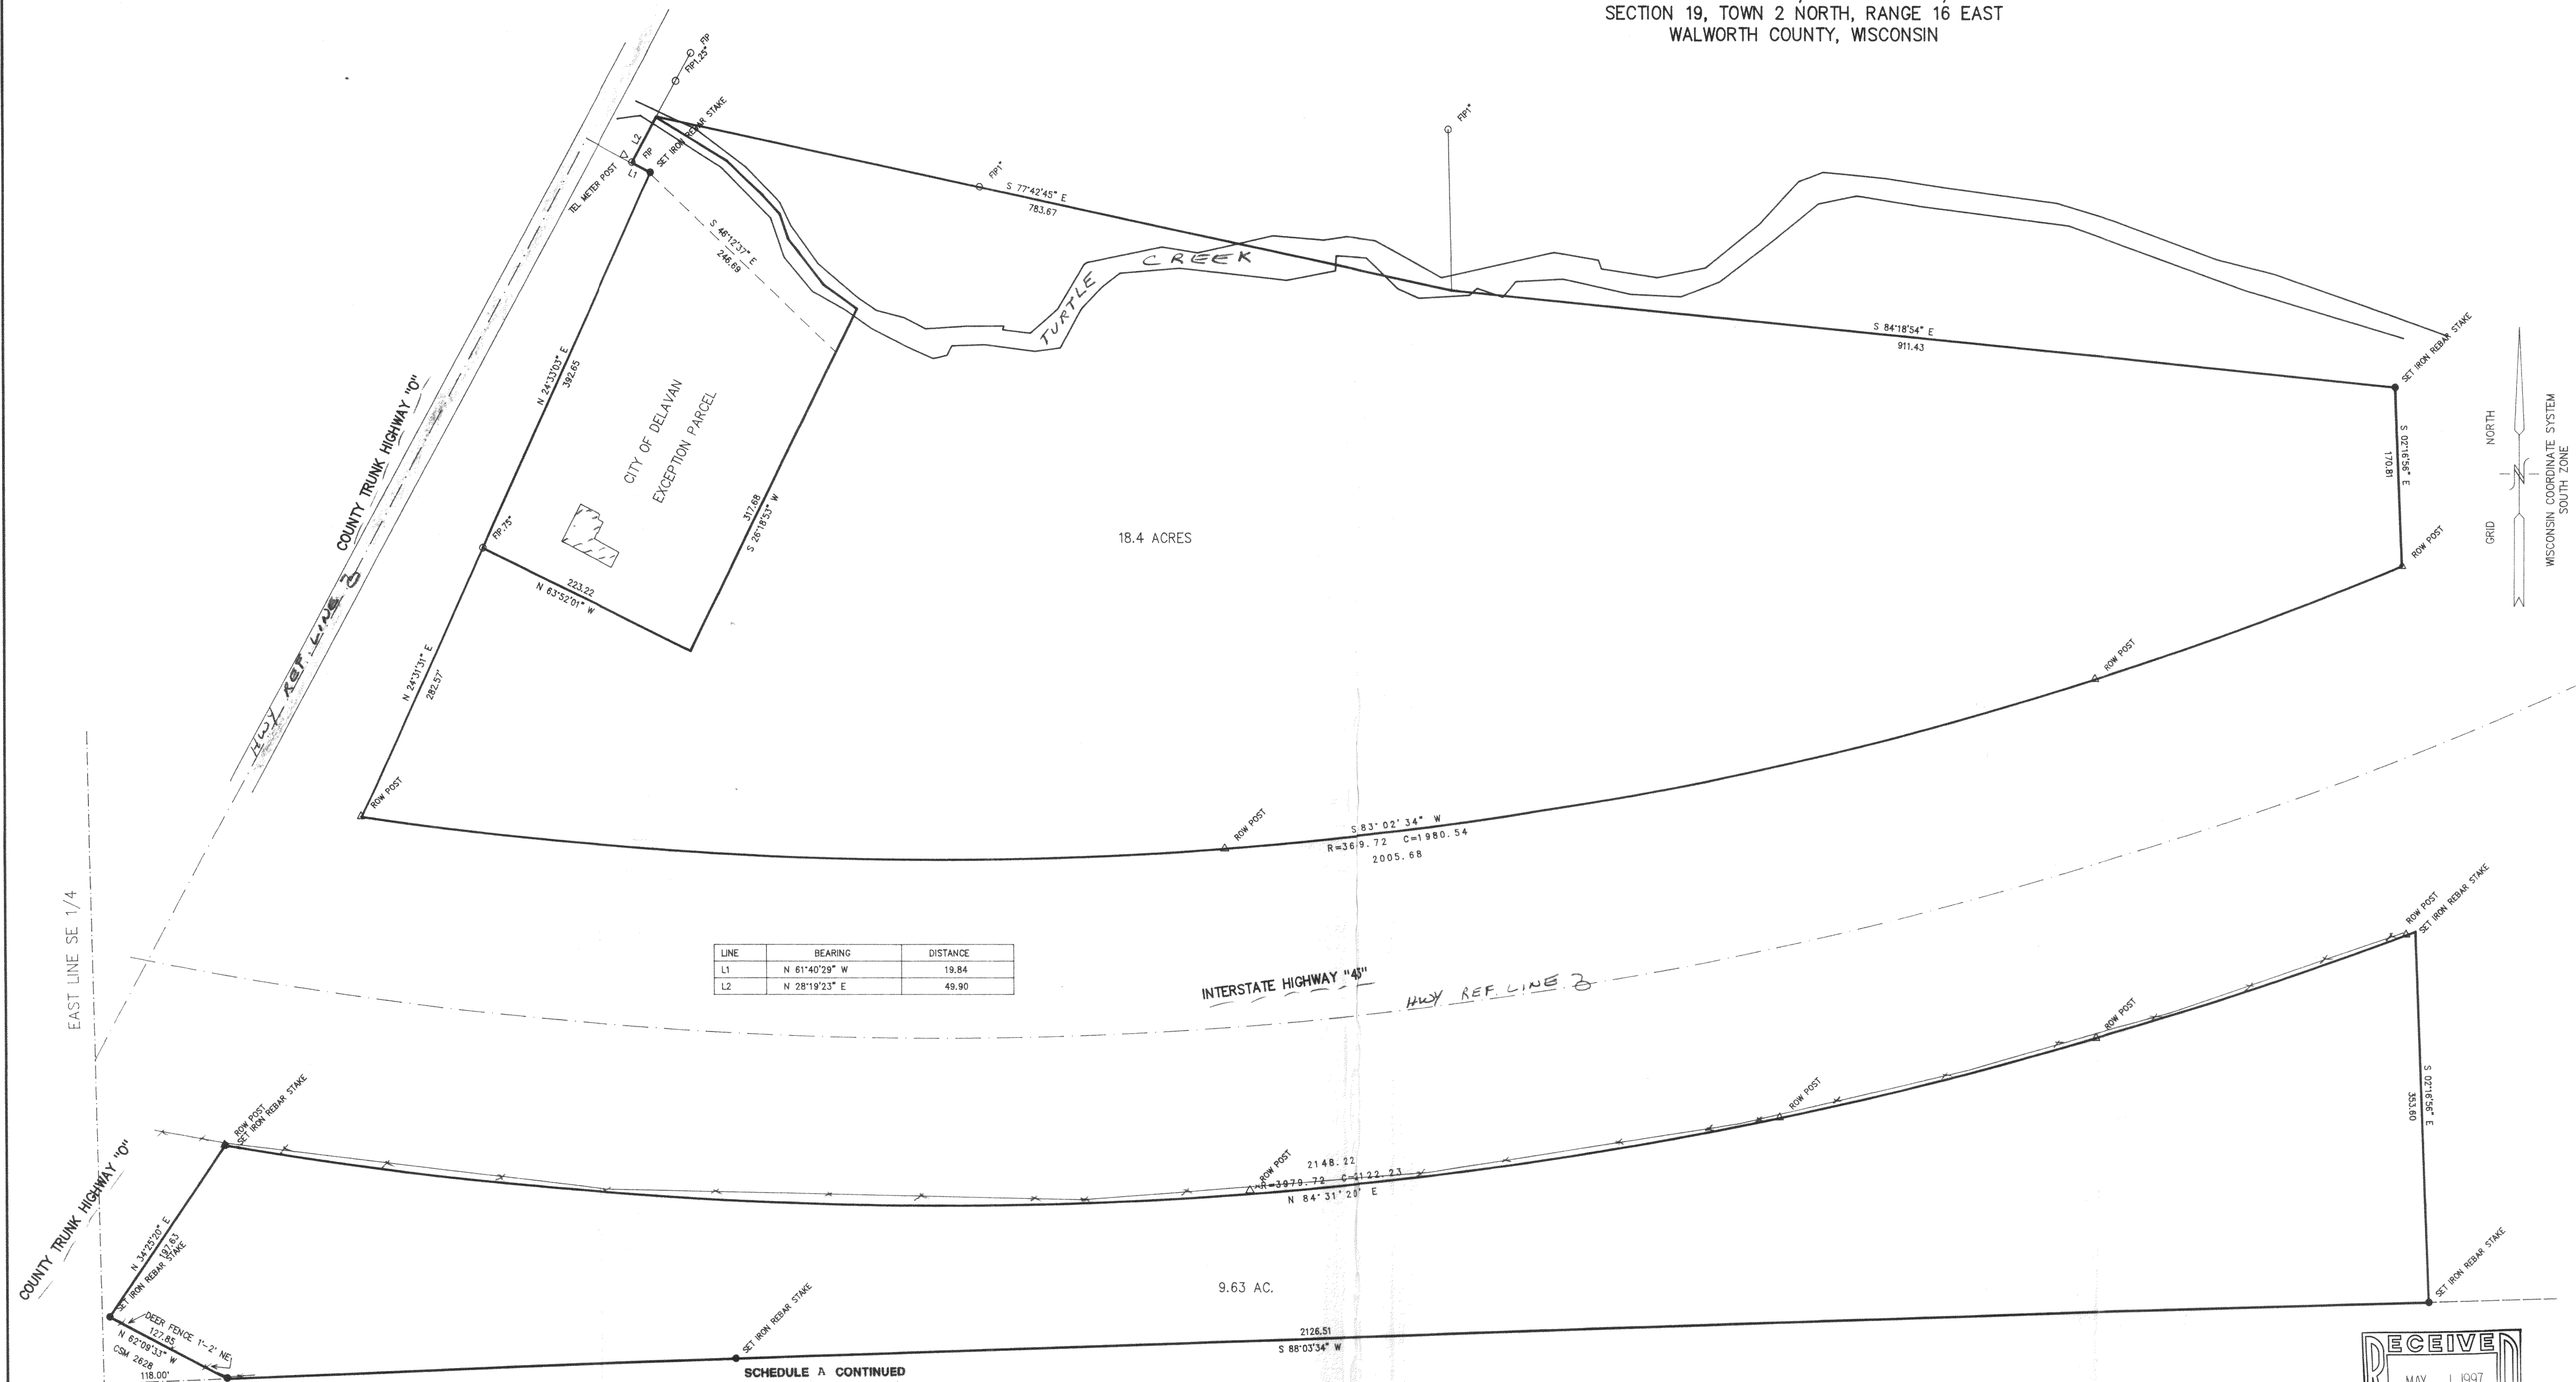 SECTION 19, TOWN 2 NORTH, RANGE 16 EAST
WALWORTH COUNTY, WISCONSIN
FIP
FIP1.25"
SET IRON REBAR STAKE
L2
FIP
L1
TEL METER POST
FIP1"
S 77°42'45" E
783.67
FIP1"
S 46°12'37" E
246.69
TURTLE CREEK
S 84°18'54" E
911.43
SET IRON REBAR STAKE
N 24°33'03" E
392.65
CITY OF DELAVAN
EXCEPTION PARCEL
COUNTY TRUNK HIGHWAY "O"
HWY REF. LINE
FIP.75"
317.68
S 26°18'53" W
223.22
N 63°52'01" W
18.4 ACRES
S 02°16'56" E
170.81
ROW POST
NORTH
GRID
WISCONSIN COORDINATE SYSTEM
SOUTH ZONE
N 24°31'31" E
282.57'
ROW POST
ROW POST
ROW POST
S 83°02'34" W
C=1980.54
2005.68
EAST LINE SE 1/4
LINE BEARING DISTANCE
L1 N 61°40'29" W 19.84
L2 N 28°19'23" E 49.90
INTERSTATE HIGHWAY
HWY REF. LINE
ROW POST
SET IRON REBAR STAKE
ROW POST
ROW POST
ROW POST
SET IRON REBAR STAKE
ROW POST
2148.22
R=3979.72
N 84°31'20" E
S 02°16'56" E
353.60
COUNTY TRUNK HIGHWAY "O"
N 34°25'20" E
197.63
SET IRON REBAR STAKE
9.63 AC.
SET IRON REBAR STAKE
SET IRON REBAR STAKE
DEER FENCE 1'-2' NE
127.85
N 62°09'33" W
CSM 2628
118.00'
2126.51
S 88°03'34" W
SCHEDULE A CONTINUED
RECEIVED
MAY 1 1997